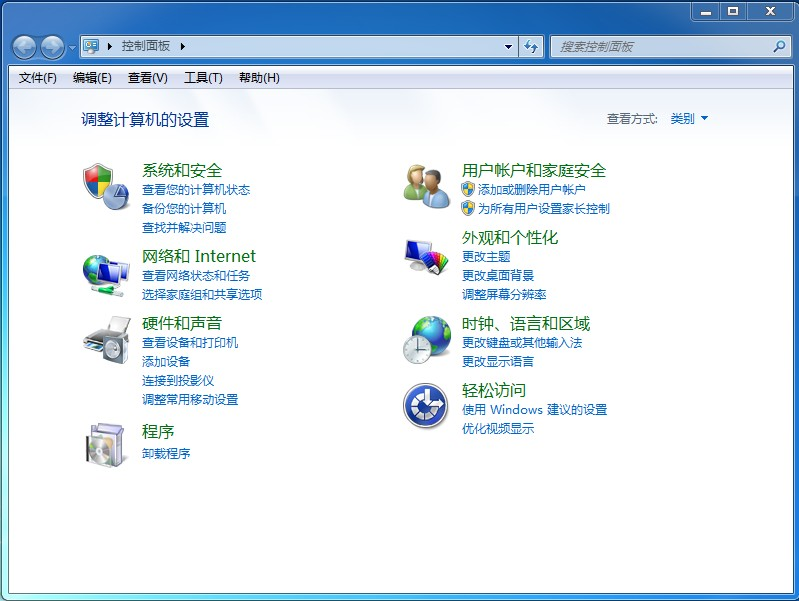 控制面板
搜索控制面板
文件(F) 编辑(E) 查看(V) 工具(T) 帮助(H)
调整计算机的设置
查看方式: 类别
系统和安全
查看您的计算机状态
备份您的计算机
查找并解决问题
网络和 Internet
查看网络状态和任务
选择家庭组和共享选项
硬件和声音
查看设备和打印机
添加设备
连接到投影仪
调整常用移动设置
程序
卸载程序
用户帐户和家庭安全
添加或删除用户帐户
为所有用户设置家长控制
外观和个性化
更改主题
更改桌面背景
调整屏幕分辨率
时钟、语言和区域
更改键盘或其他输入法
更改显示语言
轻松访问
使用 Windows 建议的设置
优化视频显示